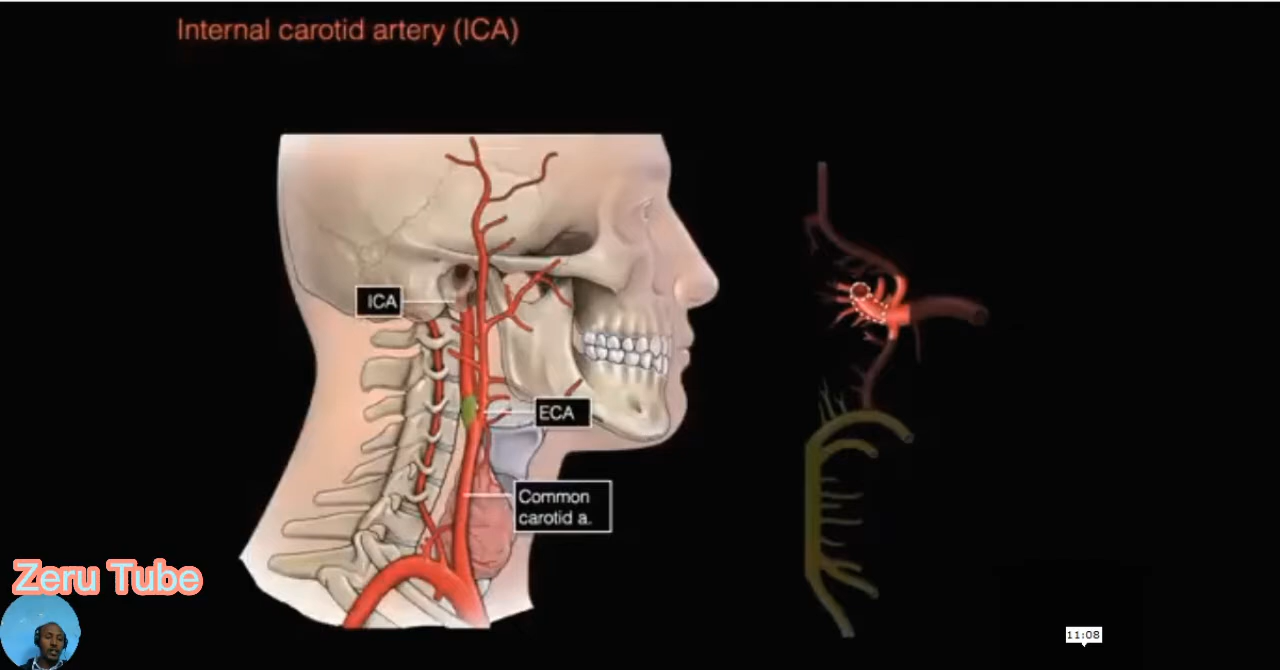 Internal carotid artery (ICA)
ICA
ECA
Common
carotid a.
Zeru Tube
11:08